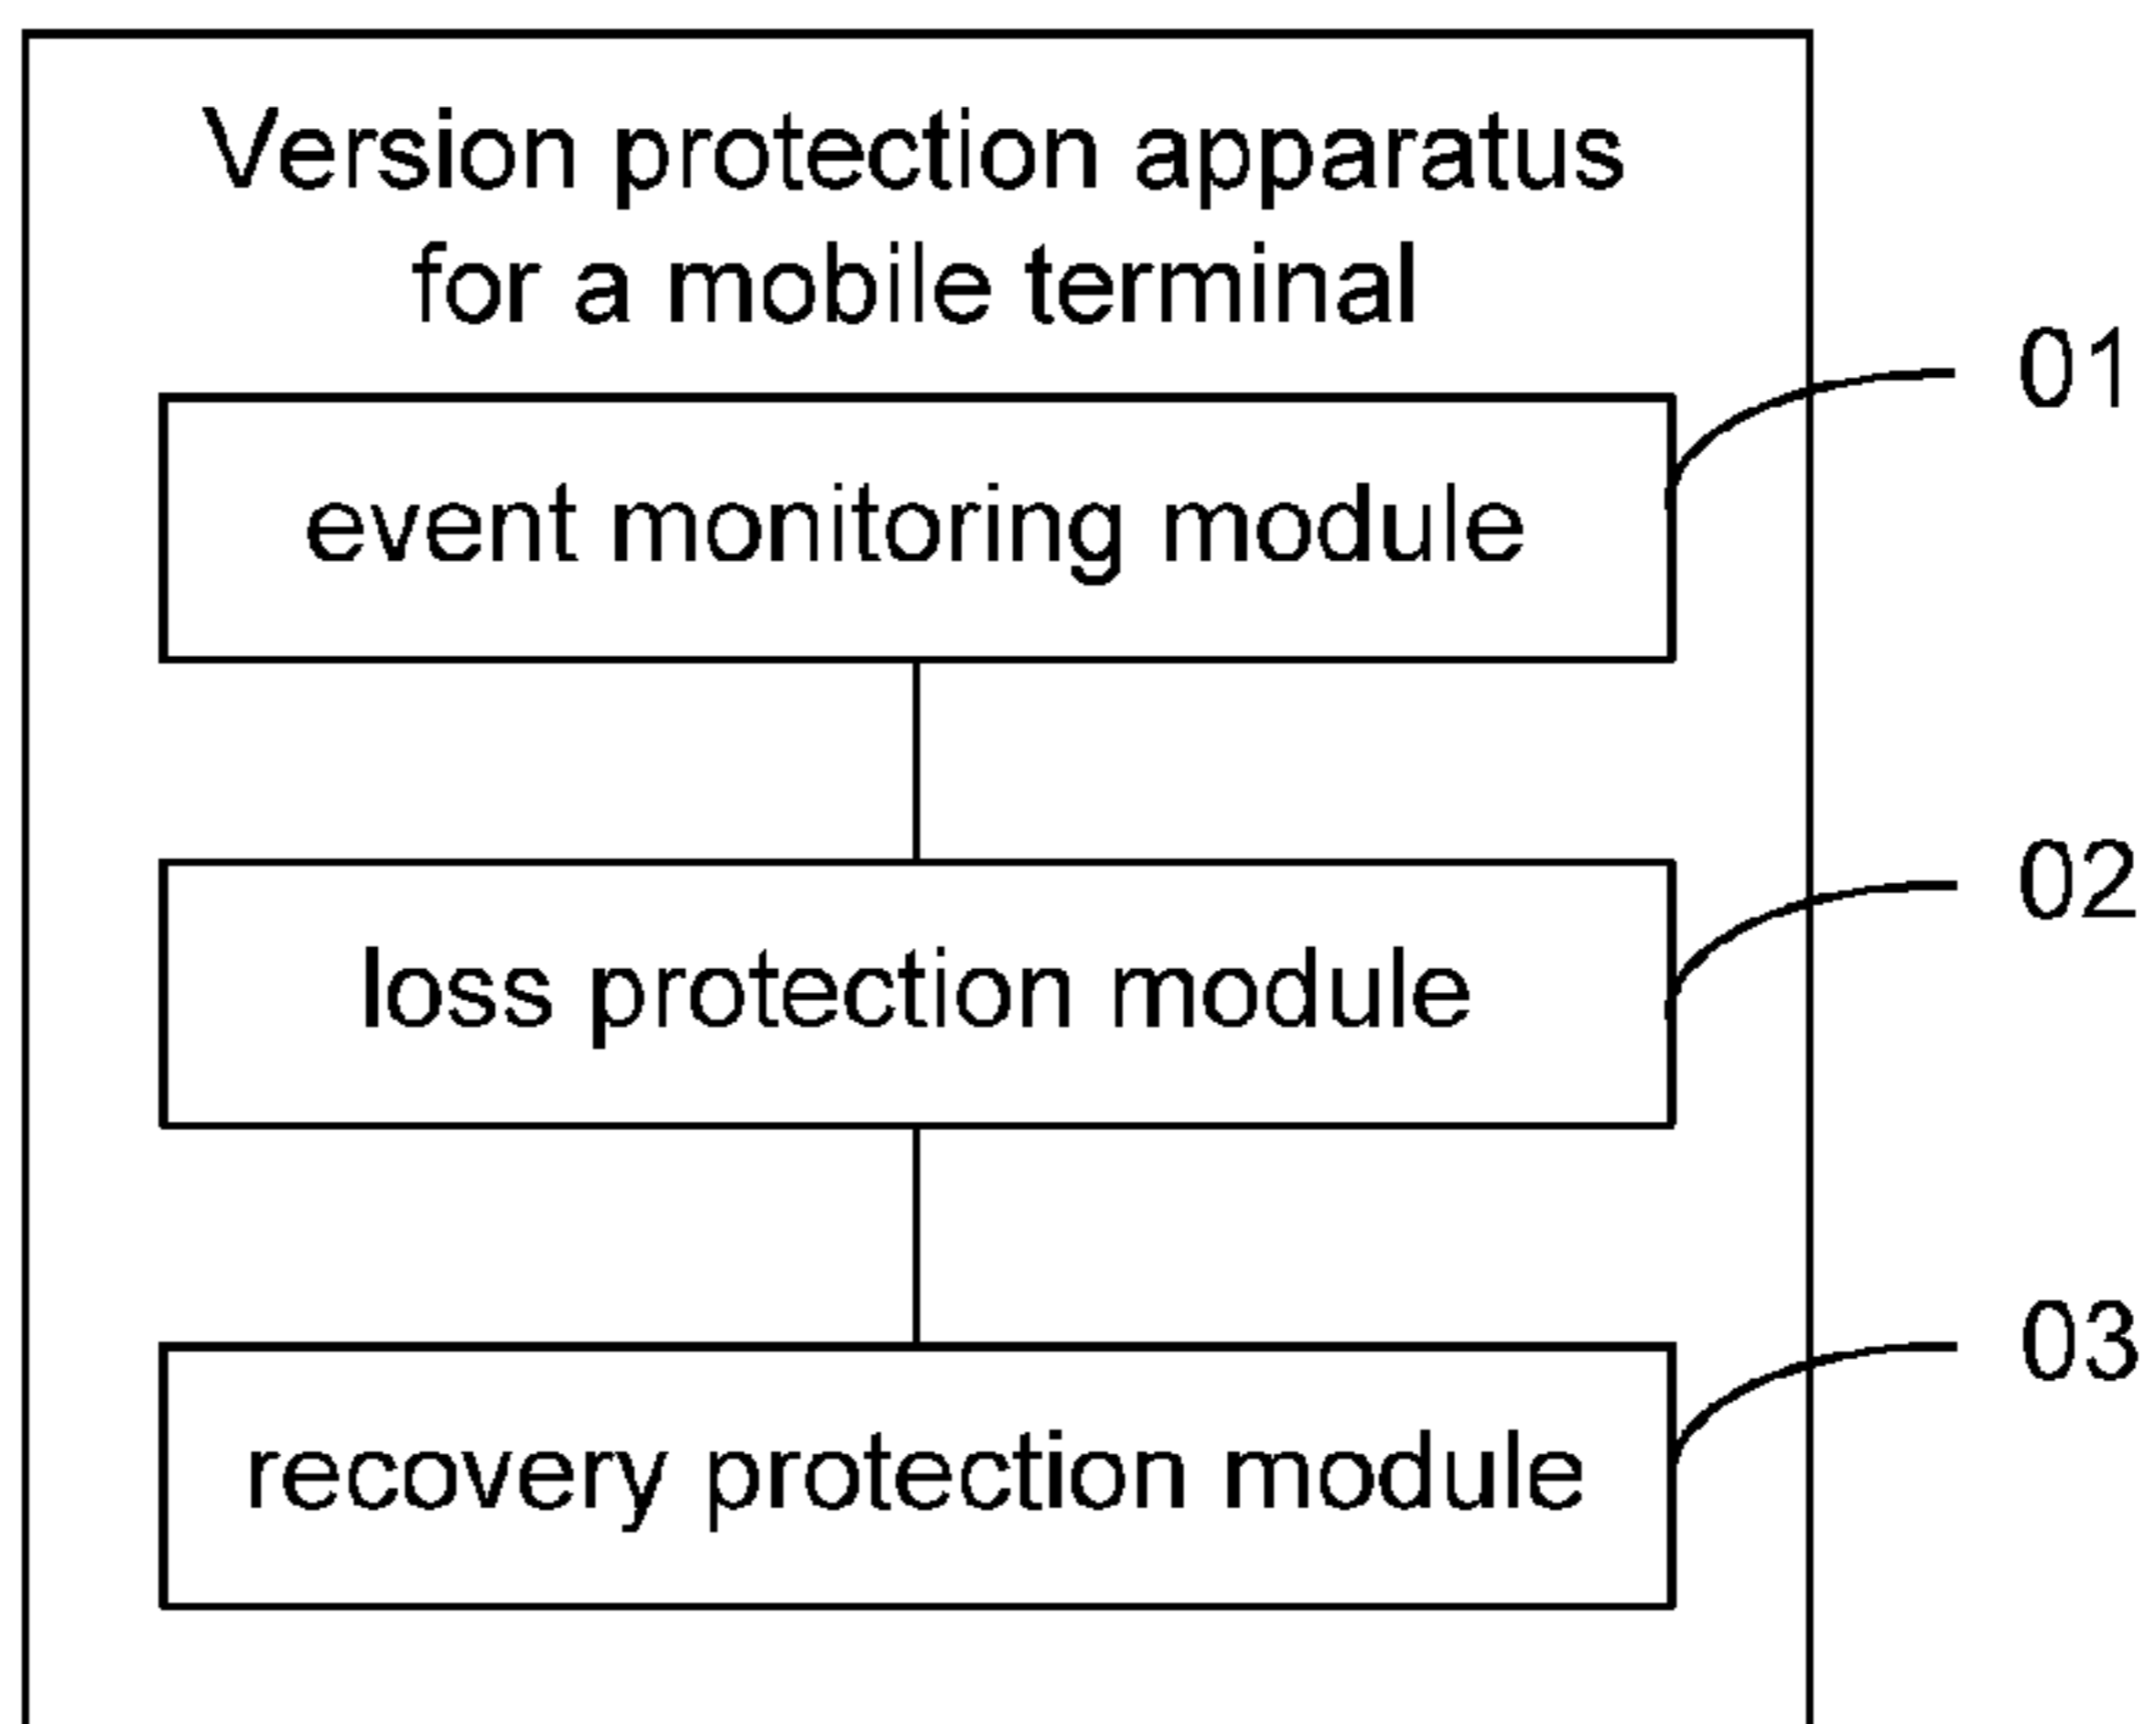 Version protection apparatus
for a mobile terminal
01
event monitoring module
02
loss protection module
03
recovery protection module